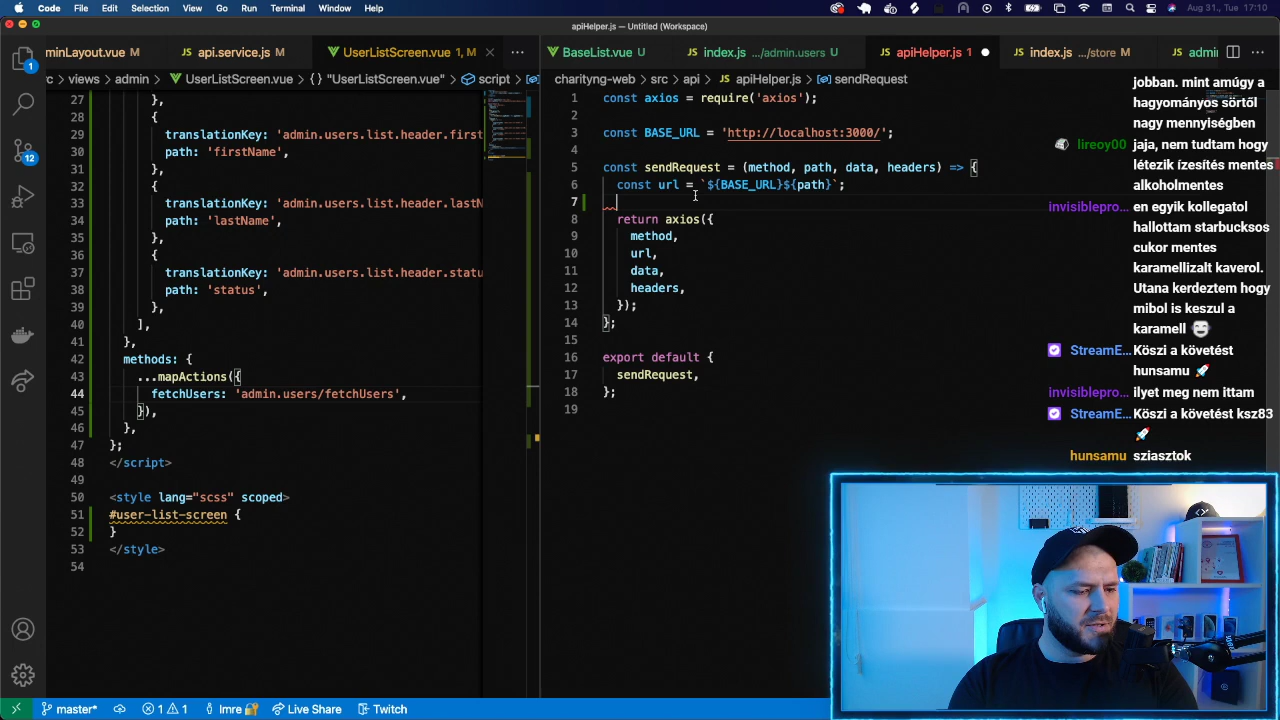 Code File Edit Selection View Go Run Terminal Window Help
Aug 31., Tue 17:10
apiHelper.js — Untitled (Workspace)
minLayout.vue M
api.service.js M
UserListScreen.vue 1, M
BaseList.vue U
index.js .../admin.users U
apiHelper.js 1
index.js .../store M
admin
views > admin > UserListScreen.vue > {} "UserListScreen.vue" > script >
charityng-web > src > api > apiHelper.js > sendRequest
27 },
28 {
29 translationKey: 'admin.users.list.header.first
30 path: 'firstName',
31 },
32 {
33 translationKey: 'admin.users.list.header.lastN
34 path: 'lastName',
35 },
36 {
37 translationKey: 'admin.users.list.header.statu
38 path: 'status',
39 },
40 ],
41 },
42 methods: {
43 ...mapActions({
44 fetchUsers: 'admin.users/fetchUsers',
45 }),
46 },
47 };
48 </script>
49
50 <style lang="scss" scoped>
51 #user-list-screen {
52 }
53 </style>
54
1 const axios = require('axios');
2
3 const BASE_URL = 'http://localhost:3000/';
4
5 const sendRequest = (method, path, data, headers) => {
6 const url = `${BASE_URL}${path}`;
7
8 return axios({
9 method,
10 url,
11 data,
12 headers,
13 });
14 };
15
16 export default {
17 sendRequest,
18 };
19
jobban. mint amúgy a
hagyományos sörtől
nagy mennyiségben
lireoy00 jaja, nem tudtam hogy
létezik ízesítés mentes
alkoholmentes
invisiblepro... en egyik kollegatol
hallottam starbucksos
cukor mentes
karamellizalt kaverol.
Utana kerdeztem hogy
mibol is keszul a
karamell
StreamE... Köszi a követést
hunsamu
invisiblepro... ilyet meg nem ittam
StreamE... Köszi a követést ksz83
hunsamu sziasztok
1
12
master* 1 1 Imre Live Share Twitch